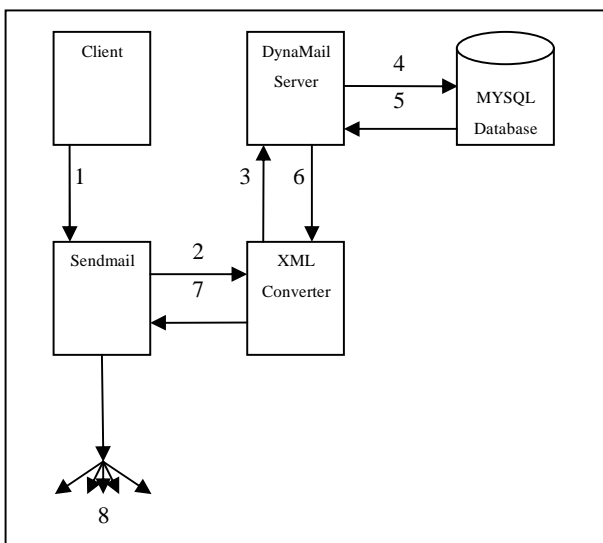 Client
DynaMail
Server
4
5
MYSQL
Database
1
3
6
Sendmail
2
7
XML
Converter
8